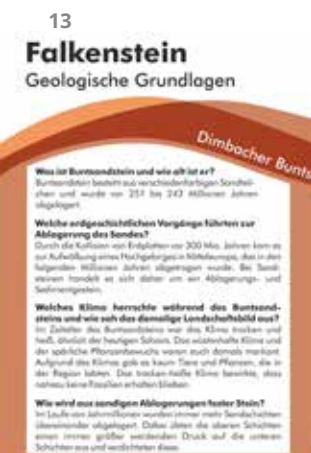 13
Falkenstein
Geologische Grundlagen
Dimbacher Bunts
Was ist Buntsandstein und wie alt ist er?
Buntsandstein besteht aus verschiedenfarbigen Sandteil-
chen und wurde vor 251 bis 243 Millionen Jahren
abgelagert.
Welche erdgeschichtlichen Vorgänge führten zur
Ablagerung des Sandes?
Durch die Kollision von Erdplatten vor 300 Mio. Jahren kam es
zur Aufwölbung eines Hochgebirges in Mitteleuropa, das in den
folgenden Millionen Jahren abgetragen wurde. Bei Sand-
steinen handelt es sich daher um ein Ablagerungs- und
Sedimentgestein.
Welches Klima herrschte während des Buntsand-
steins und wie sah das damalige Landschaftsbild aus?
Im Zeitalter des Buntsandsteins war das Klima trocken und
heiß, ähnlich der heutigen Sahara. Das wüstenhafte Klima und
der spärliche Pflanzenbewuchs waren auch damals markant.
Aufgrund des Klimas gab es kaum Tiere und Pflanzen, die in
der Region lebten. Das trocken-heiße Klima bewirkte, dass
nahezu keine Fossilien erhalten blieben.
Wie wird aus sandigen Ablagerungen fester Stein?
Im Laufe von Jahrmillionen wurden immer mehr Sandschichten
übereinander abgelagert. Dabei übten die oberen Schichten
einen immer größer werdenden Druck auf die unteren
Schichten aus und verdichteten diese.